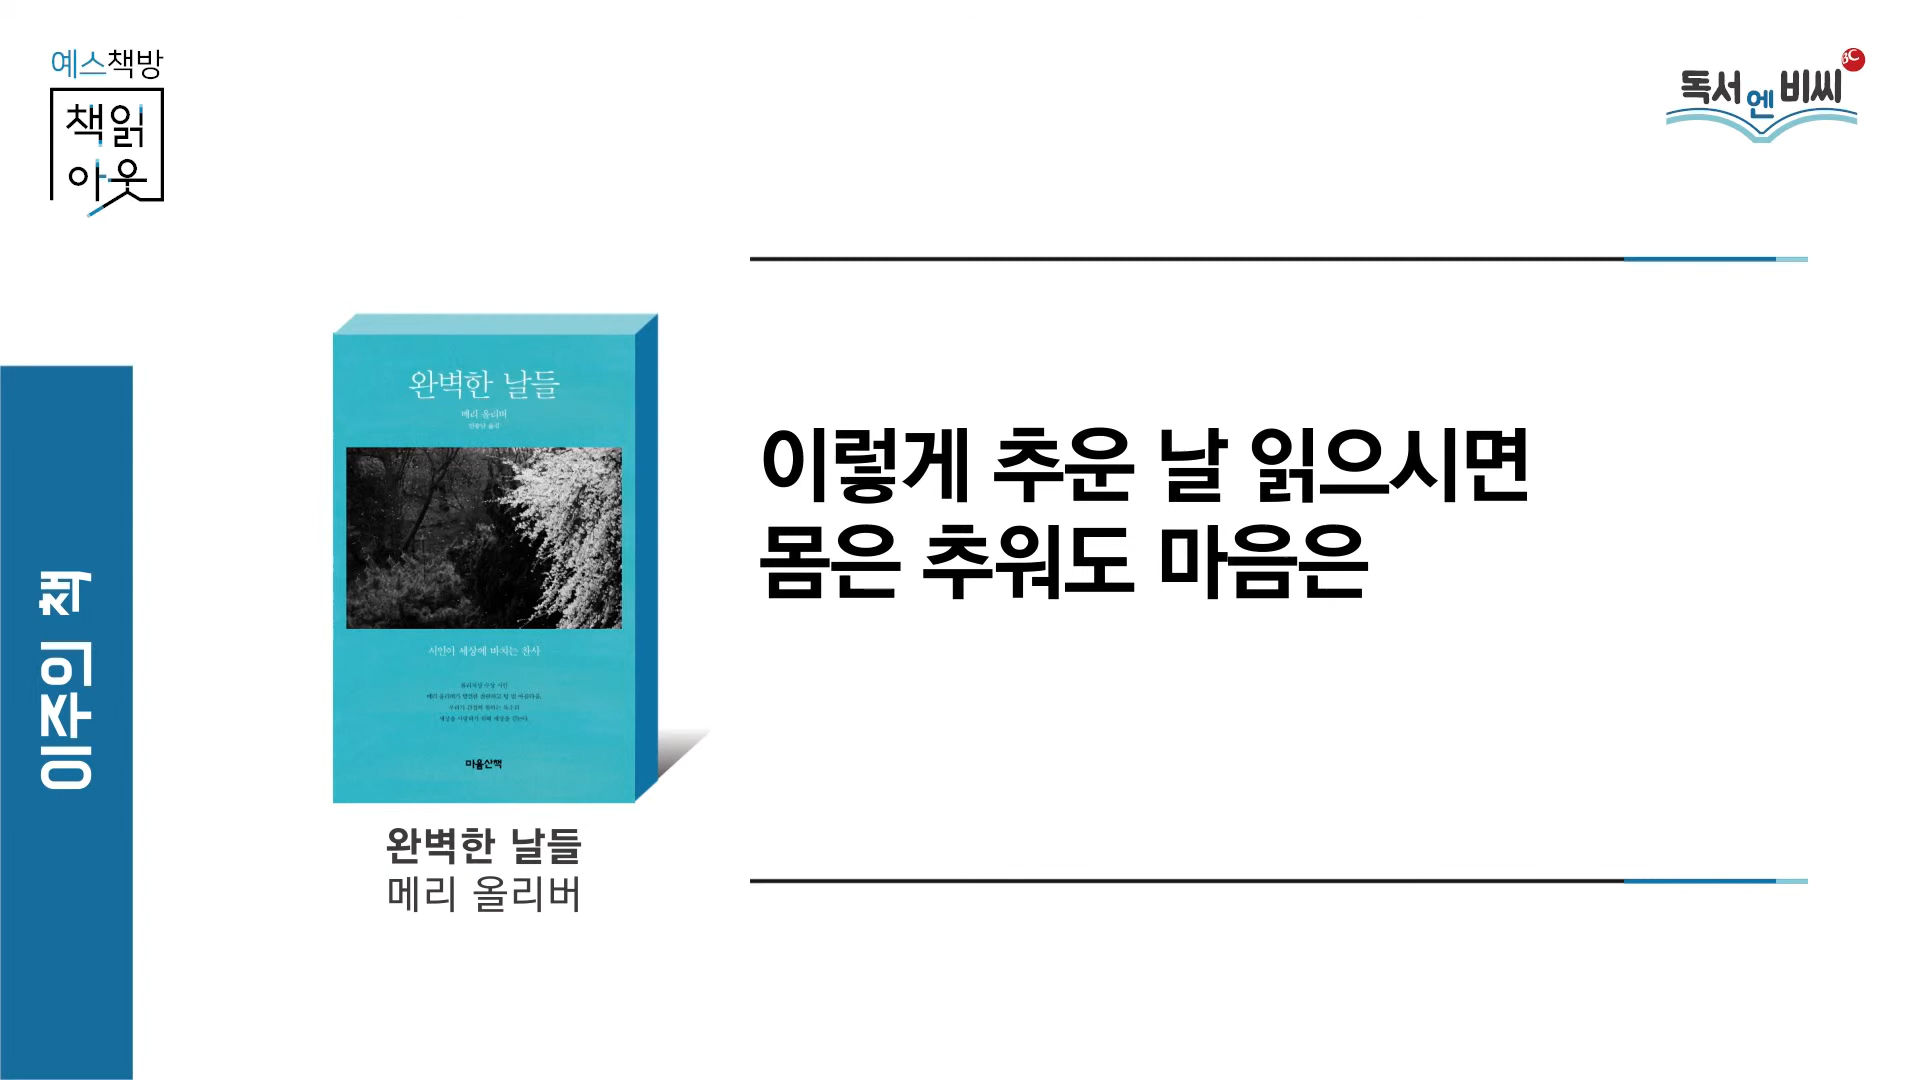 예스책방
책읽
아웃
독서엔비씨
이주의 책
완벽한 날들
메리 올리버
시인이 세상에 바치는 찬사
마음산책
완벽한 날들
메리 올리버
이렇게 추운 날 읽으시면
몸은 추워도 마음은